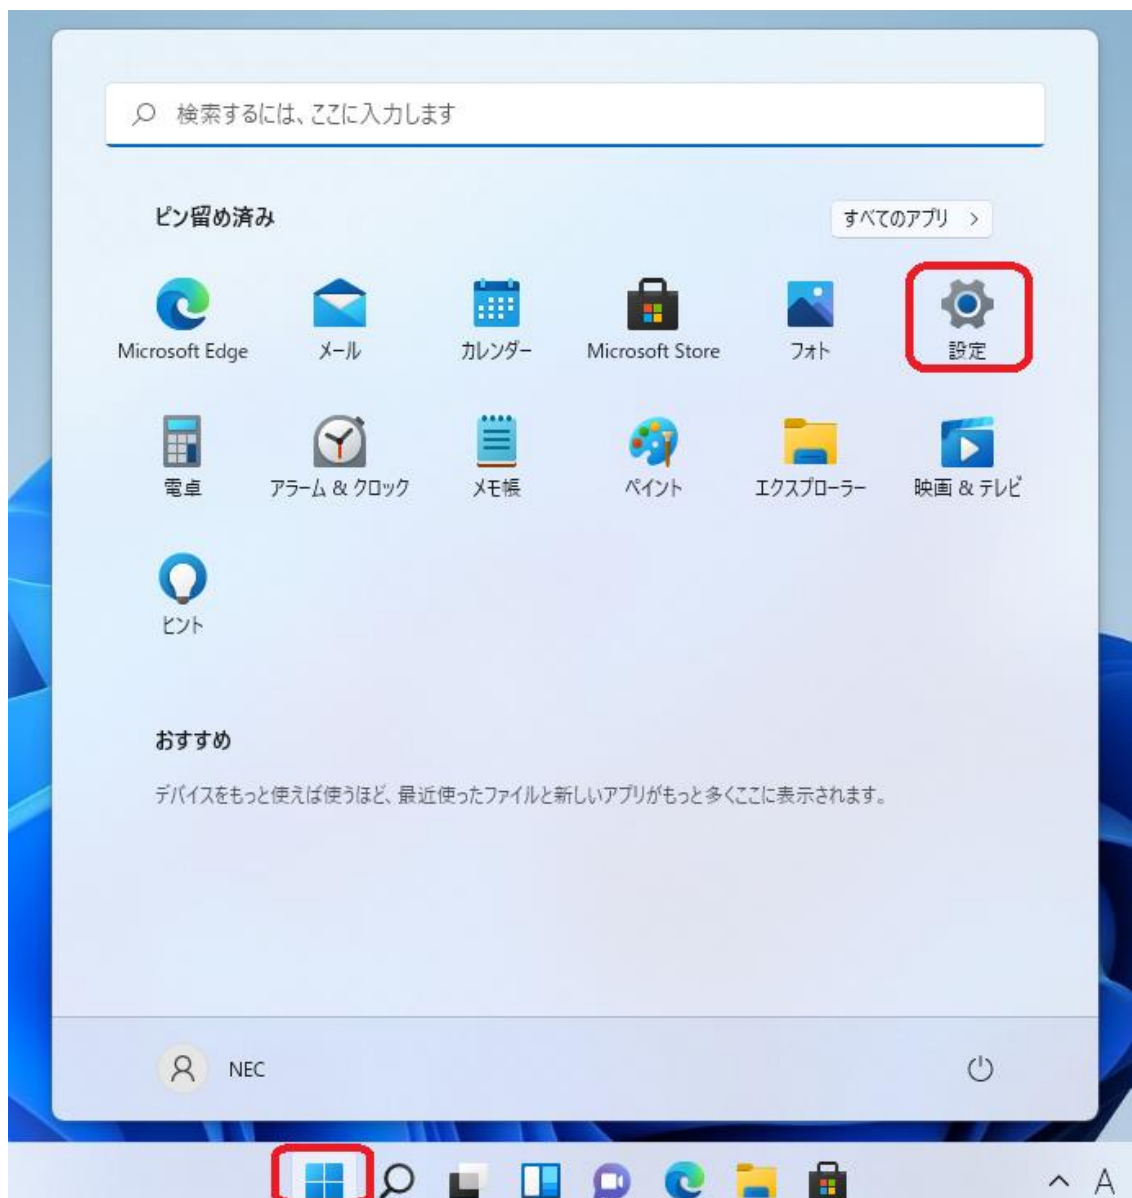 検索するには、ここに入力します
ピン留め済み
すべてのアプリ >
Microsoft Edge
メール
カレンダー
Microsoft Store
フォト
設定
電卓
アラーム & クロック
メモ帳
ペイント
エクスプローラー
映画 & テレビ
ヒント
おすすめ
デバイスをもっと使えば使うほど、最近使ったファイルと新しいアプリがもっと多くここに表示されます。
NEC
A